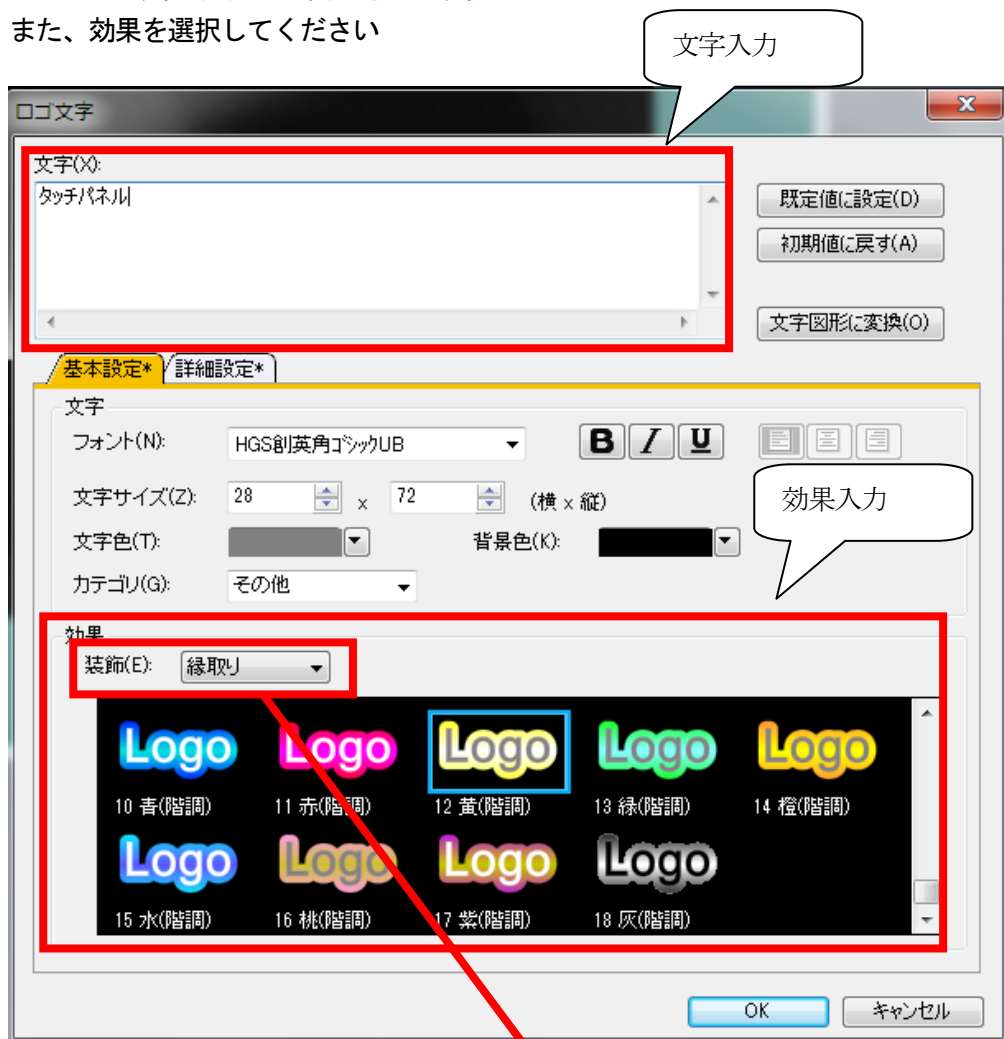 また、効果を選択してください
文字入力
ロゴ文字
文字(X):
タッチパネル
既定値に設定(D)
初期値に戻す(A)
文字図形に変換(O)
基本設定* 詳細設定*
文字
フォント(N): HGS創英角ｺﾞｼｯｸUB B I U
文字サイズ(Z): 28 x 72 (横 x 縦)
効果入力
文字色(T): 背景色(K):
カテゴリ(G): その他
効果
装飾(E): 縁取り
Logo Logo Logo Logo Logo
10 青(階調) 11 赤(階調) 12 黄(階調) 13 緑(階調) 14 橙(階調)
Logo Logo Logo Logo
15 水(階調) 16 桃(階調) 17 紫(階調) 18 灰(階調)
OK キャンセル